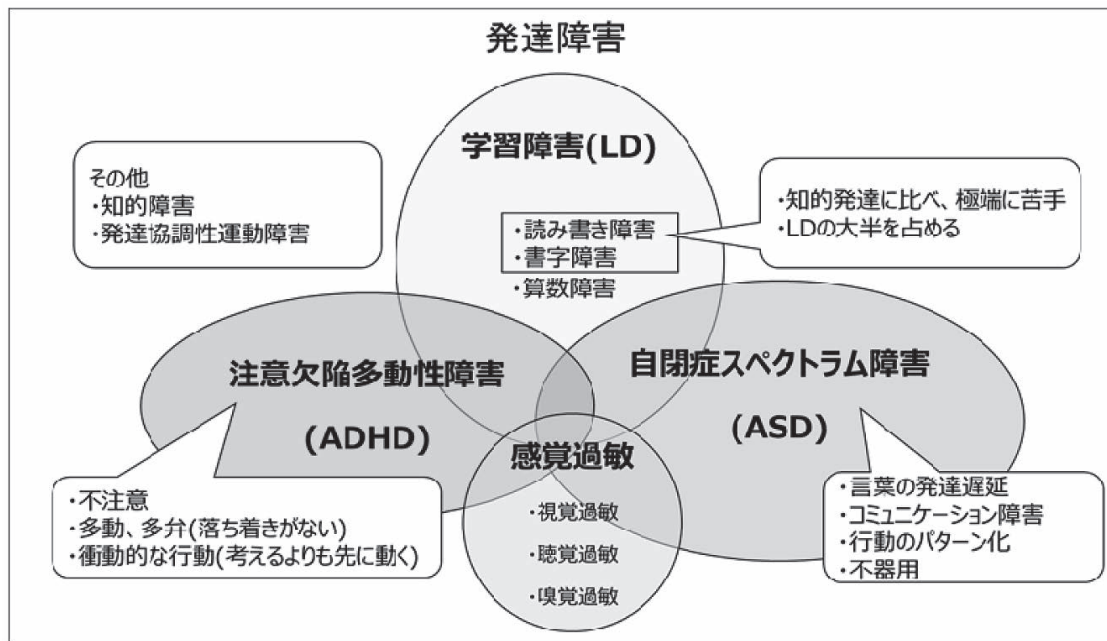 発達障害
学習障害(LD)
その他
・知的障害
・発達協調性運動障害
・読み書き障害
・書字障害
・算数障害
・知的発達に比べ、極端に苦手
・LDの大半を占める
注意欠陥多動性障害
(ADHD)
自閉症スペクトラム障害
(ASD)
感覚過敏
・視覚過敏
・聴覚過敏
・嗅覚過敏
・不注意
・多動、多弁(落ち着きがない)
・衝動的な行動(考えるよりも先に動く)
・言葉の発達遅延
・コミュニケーション障害
・行動のパターン化
・不器用